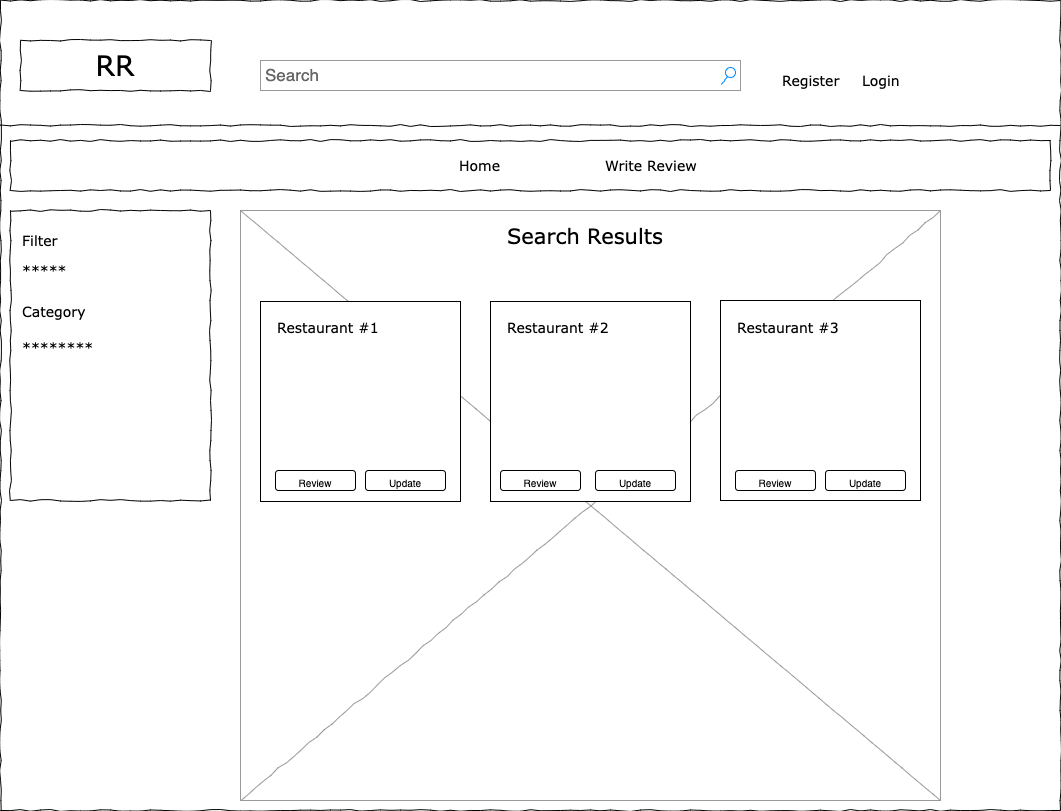 RR
Search
Register Login
Home Write Review
Filter
*****
Category
********
Search Results
Restaurant #1 Restaurant #2 Restaurant #3
Review Update Review Update Review Update